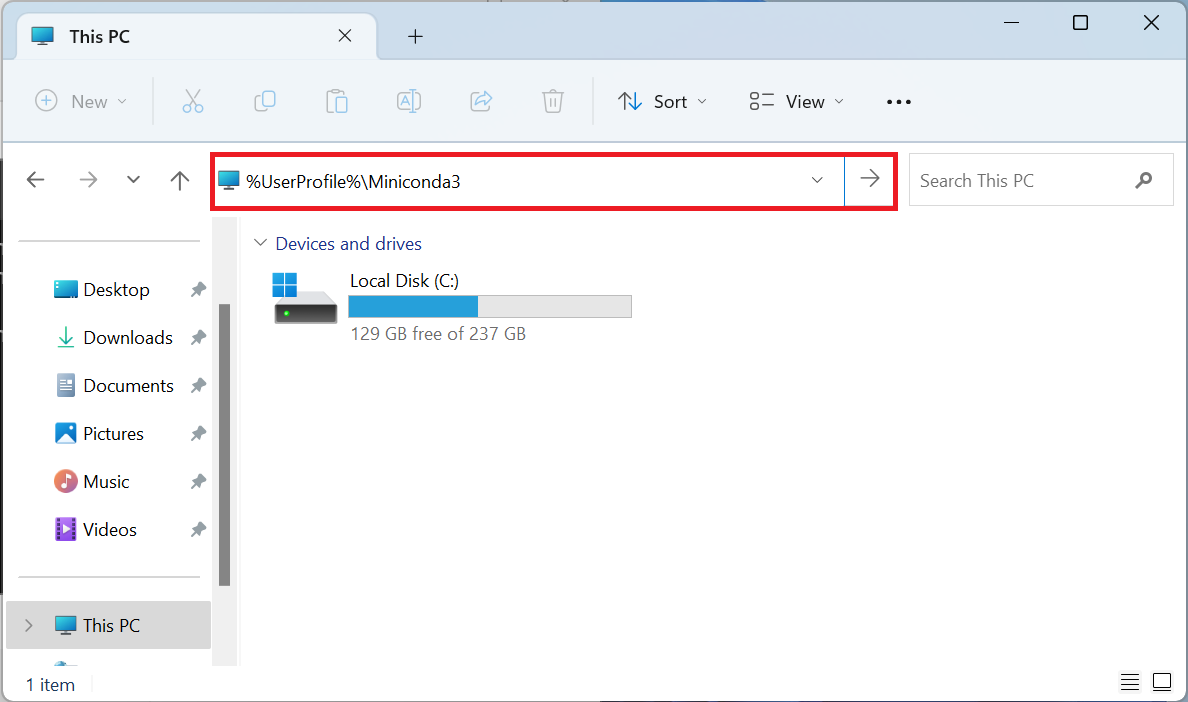 This PC
New
Sort
View
%UserProfile%\Miniconda3
Search This PC
Devices and drives
Local Disk (C:)
129 GB free of 237 GB
Desktop
Downloads
Documents
Pictures
Music
Videos
This PC
1 item